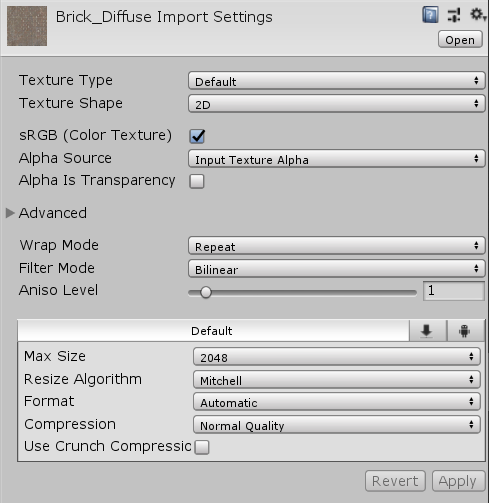 Brick_Diffuse Import Settings
Open
Texture Type Default
Texture Shape 2D
sRGB (Color Texture)
Alpha Source Input Texture Alpha
Alpha Is Transparency
Advanced
Wrap Mode Repeat
Filter Mode Bilinear
Aniso Level 1
Default
Max Size 2048
Resize Algorithm Mitchell
Format Automatic
Compression Normal Quality
Use Crunch Compressic
Revert Apply